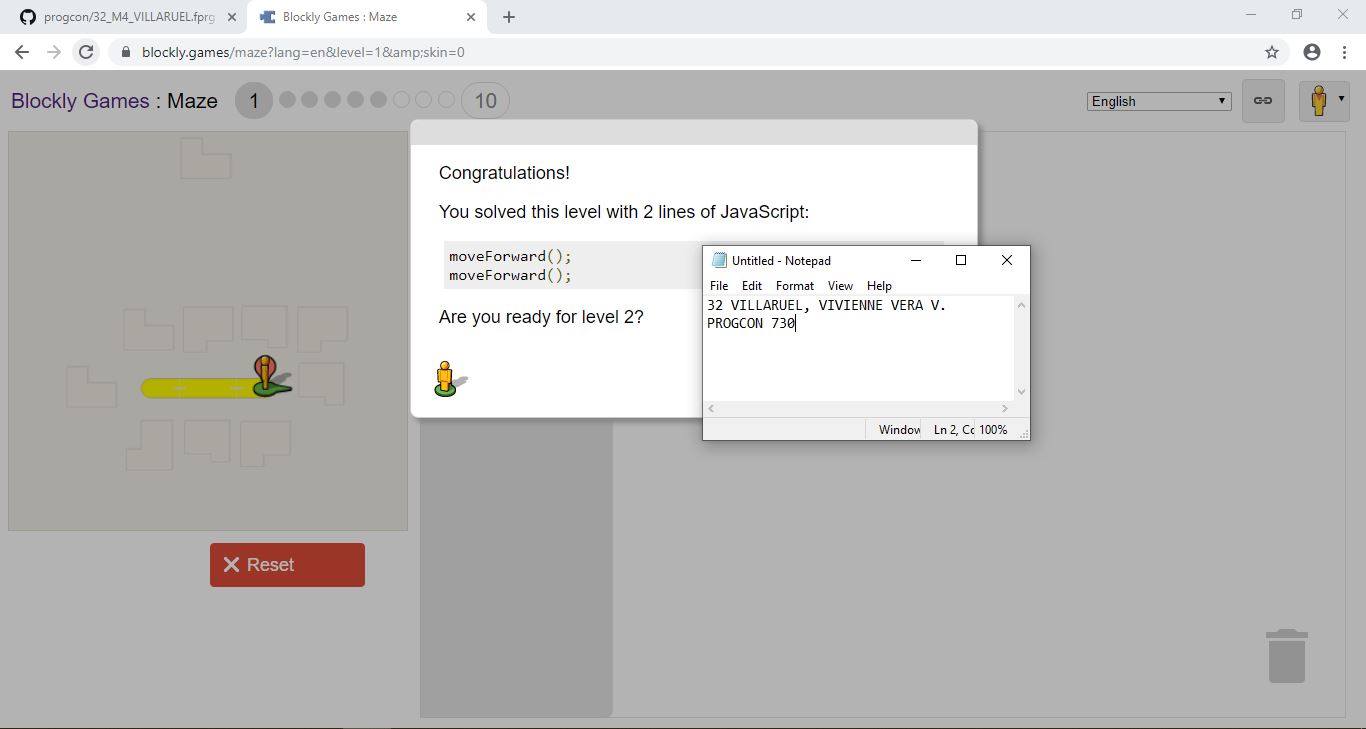 progcon/32_M4_VILLARUEL.fprg
Blockly Games : Maze
blockly.games/maze?lang=en&level=1&amp;skin=0
Blockly Games : Maze
1
10
English
Congratulations!
You solved this level with 2 lines of JavaScript:
moveForward();
moveForward();
Are you ready for level 2?
Untitled - Notepad
File Edit Format View Help
32 VILLARUEL, VIVIENNE VERA V.
PROGCON 730
Window Ln 2, Cc 100%
Reset